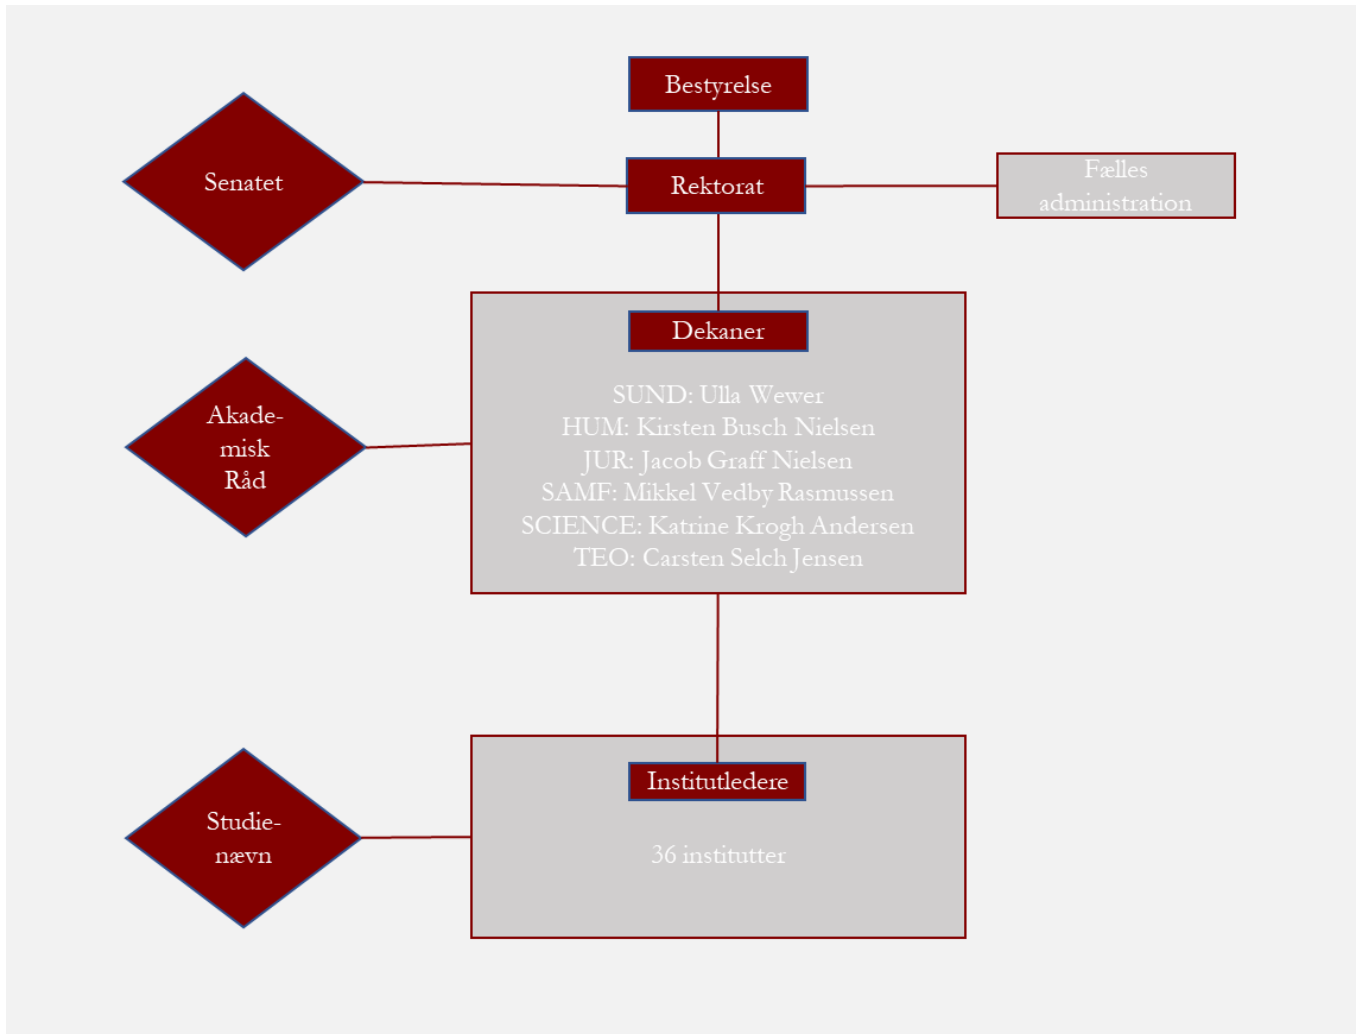 Bestyrelse
Senatet
Rektorat
Fælles
administration
Dekaner
Akade-
misk
Råd
SUND: Ulla Wewer
HUM: Kirsten Busch Nielsen
JUR: Jacob Graff Nielsen
SAMF: Mikkel Vedby Rasmussen
SCIENCE: Katrine Krogh Andersen
TEO: Carsten Selch Jensen
Institutledere
Studie-
nævn
36 institutter